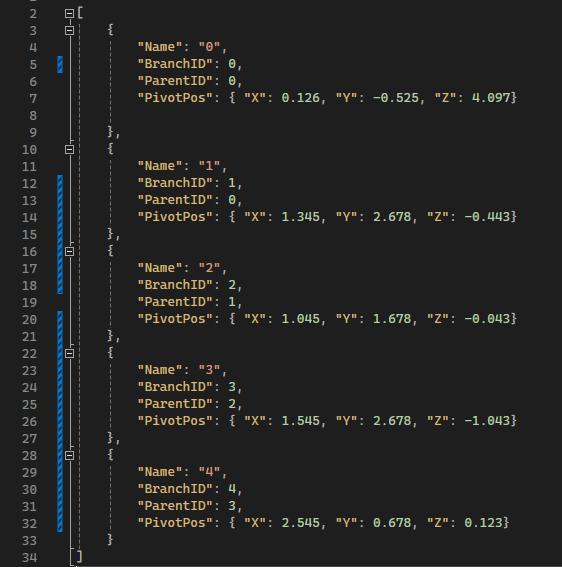 2 [
3 {
4 "Name": "0",
5 "BranchID": 0,
6 "ParentID": 0,
7 "PivotPos": { "X": 0.126, "Y": -0.525, "Z": 4.097}
8
9 },
10 {
11 "Name": "1",
12 "BranchID": 1,
13 "ParentID": 0,
14 "PivotPos": { "X": 1.345, "Y": 2.678, "Z": -0.443}
15 },
16 {
17 "Name": "2",
18 "BranchID": 2,
19 "ParentID": 1,
20 "PivotPos": { "X": 1.045, "Y": 1.678, "Z": -0.043}
21 },
22 {
23 "Name": "3",
24 "BranchID": 3,
25 "ParentID": 2,
26 "PivotPos": { "X": 1.545, "Y": 2.678, "Z": -1.043}
27 },
28 {
29 "Name": "4",
30 "BranchID": 4,
31 "ParentID": 3,
32 "PivotPos": { "X": 2.545, "Y": 0.678, "Z": 0.123}
33 }
34 ]